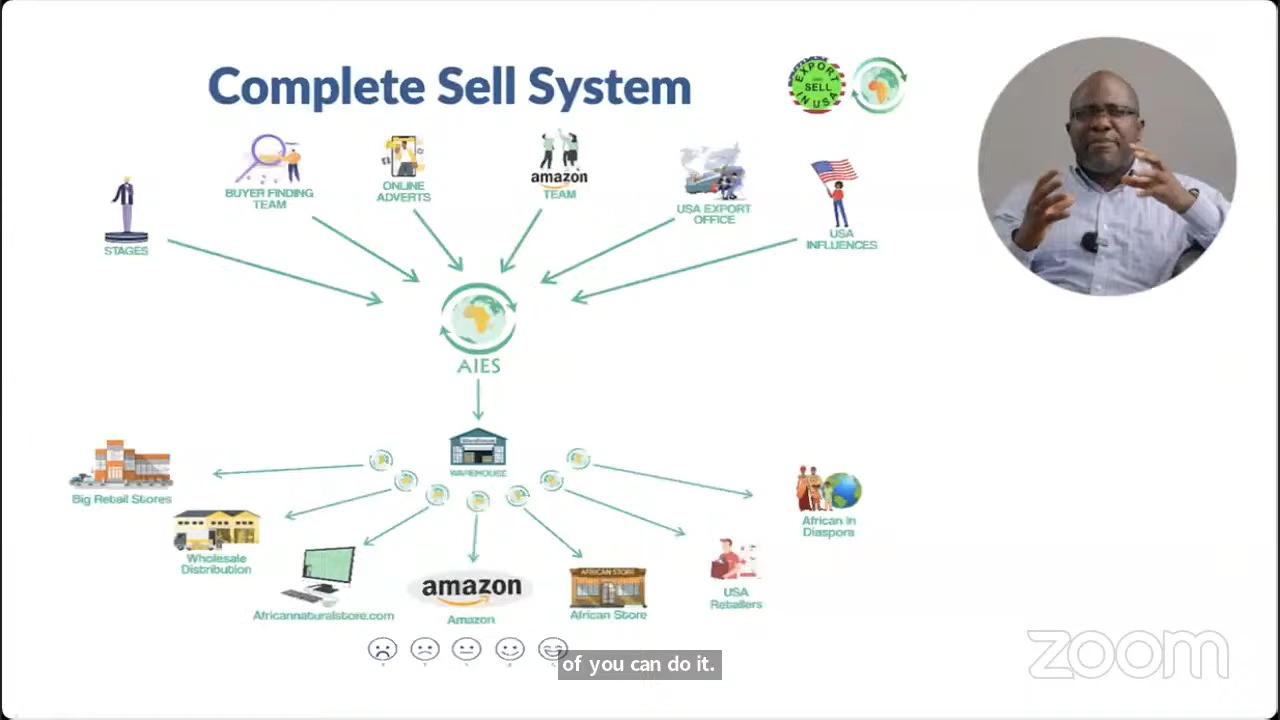 Complete Sell System
EXPORT
AND
SELL
IN USA
BUYER FINDING
TEAM
ONLINE
ADVERTS
amazon
TEAM
USA EXPORT
OFFICE
STAGES
USA
INFLUENCES
AIES
Warehouse
WAREHOUSE
Big Retail Stores
African In
Diaspora
Wholesale
Distribution
AFRICAN STORE
amazon
USA
Retailers
Africannaturalstore.com
Amazon
African Store
of you can do it.
zoom